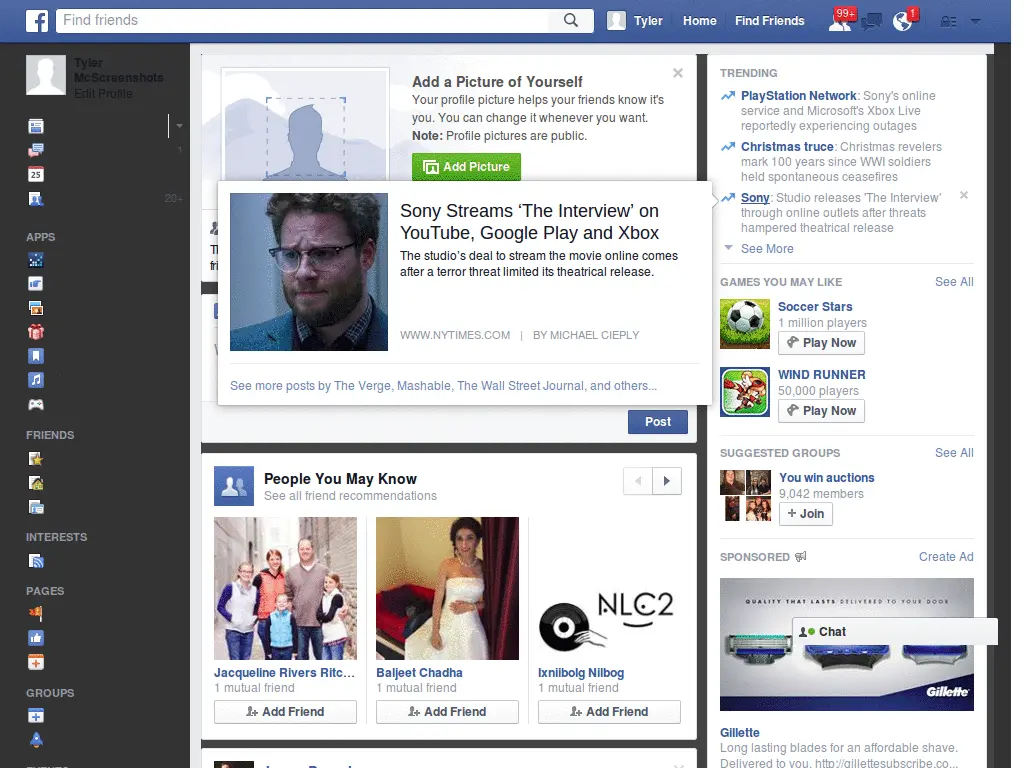 Find friends
Tyler
Home
Find Friends
99+
1
Tyler
McScreenshots
Edit Profile
25
1
20+
APPS
FRIENDS
INTERESTS
PAGES
GROUPS
EVENTS
Add a Picture of Yourself
Your profile picture helps your friends know it's
you. You can change it whenever you want.
Note: Profile pictures are public.
Add Picture
Sony Streams ‘The Interview’ on
YouTube, Google Play and Xbox
The studio’s deal to stream the movie online comes
after a terror threat limited its theatrical release.
WWW.NYTIMES.COM | BY MICHAEL CIEPLY
See more posts by The Verge, Mashable, The Wall Street Journal, and others...
Post
People You May Know
See all friend recommendations
NLC2
Jacqueline Rivers Ritc...
1 mutual friend
Add Friend
Baljeet Chadha
1 mutual friend
Add Friend
Ixniibolg Nilbog
1 mutual friend
Add Friend
TRENDING
PlayStation Network: Sony's online
service and Microsoft's Xbox Live
reportedly experiencing outages
Christmas truce: Christmas revelers
mark 100 years since WWI soldiers
held spontaneous ceasefires
Sony: Studio releases 'The Interview'
through online outlets after threats
hampered theatrical release
See More
GAMES YOU MAY LIKE
See All
Soccer Stars
1 million players
Play Now
WIND RUNNER
50,000 players
Play Now
SUGGESTED GROUPS
See All
You win auctions
9,042 members
+ Join
SPONSORED
Create Ad
QUALITY THAT LASTS DELIVERED TO YOUR DOOR
Chat
Gillette
Gillette
Long lasting blades for an affordable shave.
Delivered to you. http://gillettesubscribe.co...